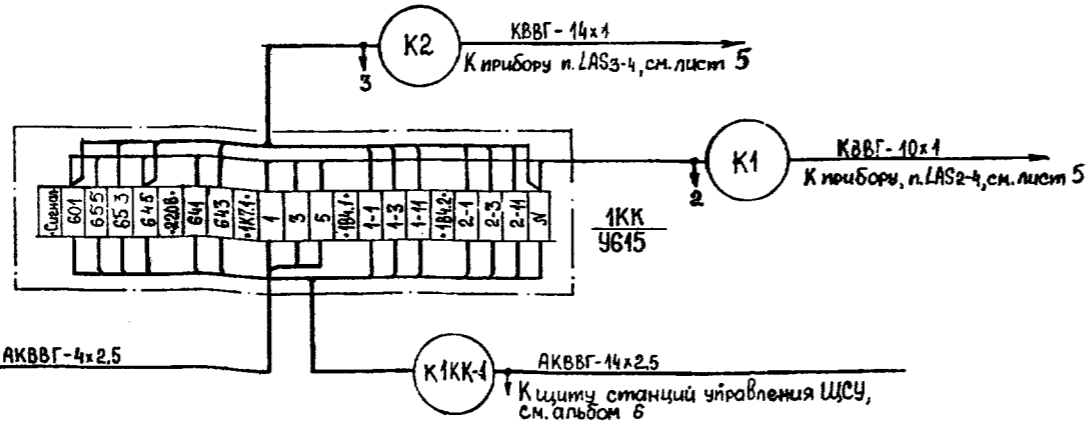 К2
КВВГ-14х1
К прибору п. LAS3-4, см. лист 5
3
К1
КВВГ-10х1
К прибору, п. LAS2-4, см. лист 5
2
"Сигнал"
601
655
653
645
"220В"
641
643
"1К7.1"
1
3
5
"1В4.1"
1-1
1-3
1-11
"1В4.2"
2-1
2-3
2-11
N
1КК
У615
АКВВГ-4х2,5
К1КК-1
АКВВГ-14х2,5
К щиту станций управления ЩСУ,
см. альбом 6